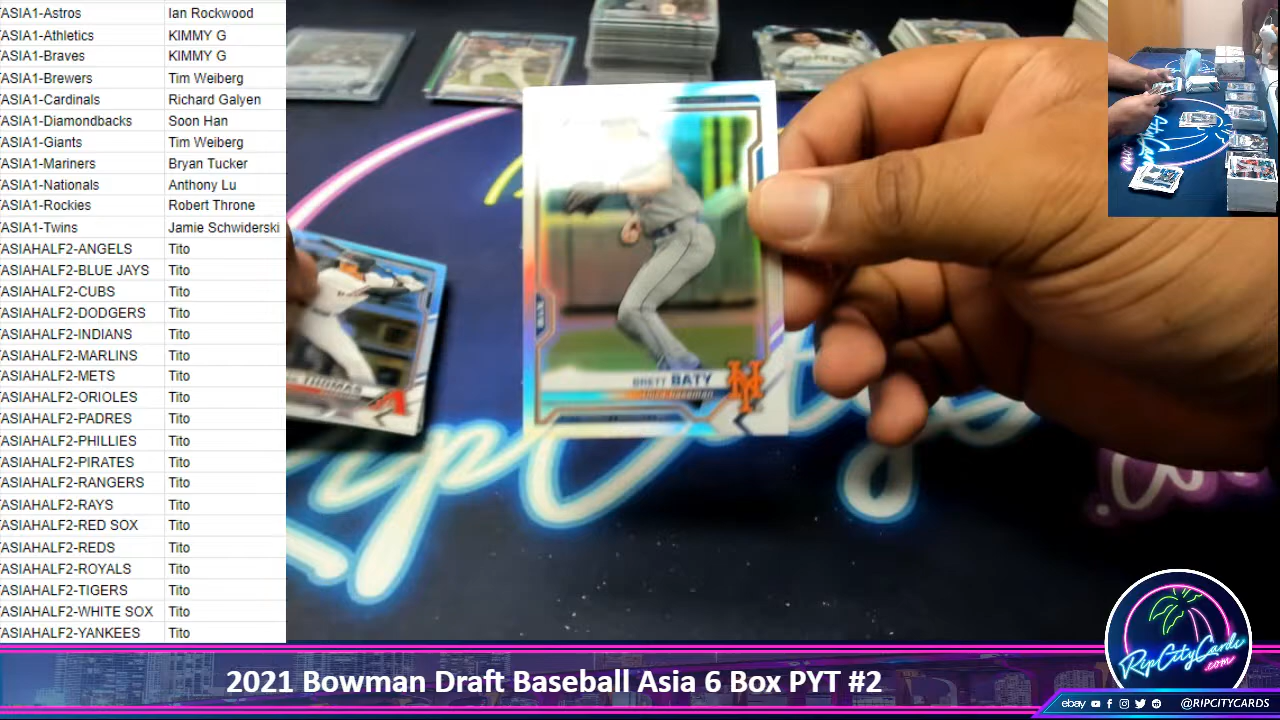 ASIA1-Astros Ian Rockwood
ASIA1-Athletics KIMMY G
ASIA1-Braves KIMMY G
ASIA1-Brewers Tim Weiberg
ASIA1-Cardinals Richard Galyen
ASIA1-Diamondbacks Soon Han
ASIA1-Giants Tim Weiberg
ASIA1-Mariners Bryan Tucker
ASIA1-Nationals Anthony Lu
ASIA1-Rockies Robert Throne
ASIA1-Twins Jamie Schwiderski
ASIAHALF2-ANGELS Tito
ASIAHALF2-BLUE JAYS Tito
ASIAHALF2-CUBS Tito
ASIAHALF2-DODGERS Tito
ASIAHALF2-INDIANS Tito
ASIAHALF2-MARLINS Tito
ASIAHALF2-METS Tito
ASIAHALF2-ORIOLES Tito
ASIAHALF2-PADRES Tito
ASIAHALF2-PHILLIES Tito
ASIAHALF2-PIRATES Tito
ASIAHALF2-RANGERS Tito
ASIAHALF2-RAYS Tito
ASIAHALF2-RED SOX Tito
ASIAHALF2-REDS Tito
ASIAHALF2-ROYALS Tito
ASIAHALF2-TIGERS Tito
ASIAHALF2-WHITE SOX Tito
ASIAHALF2-YANKEES Tito
THOMAS
A
BRETT BATY
third baseman
NY
RipCityCards
.com
2021 Bowman Draft Baseball Asia 6 Box PYT #2
ebay @RIPCITYCARDS